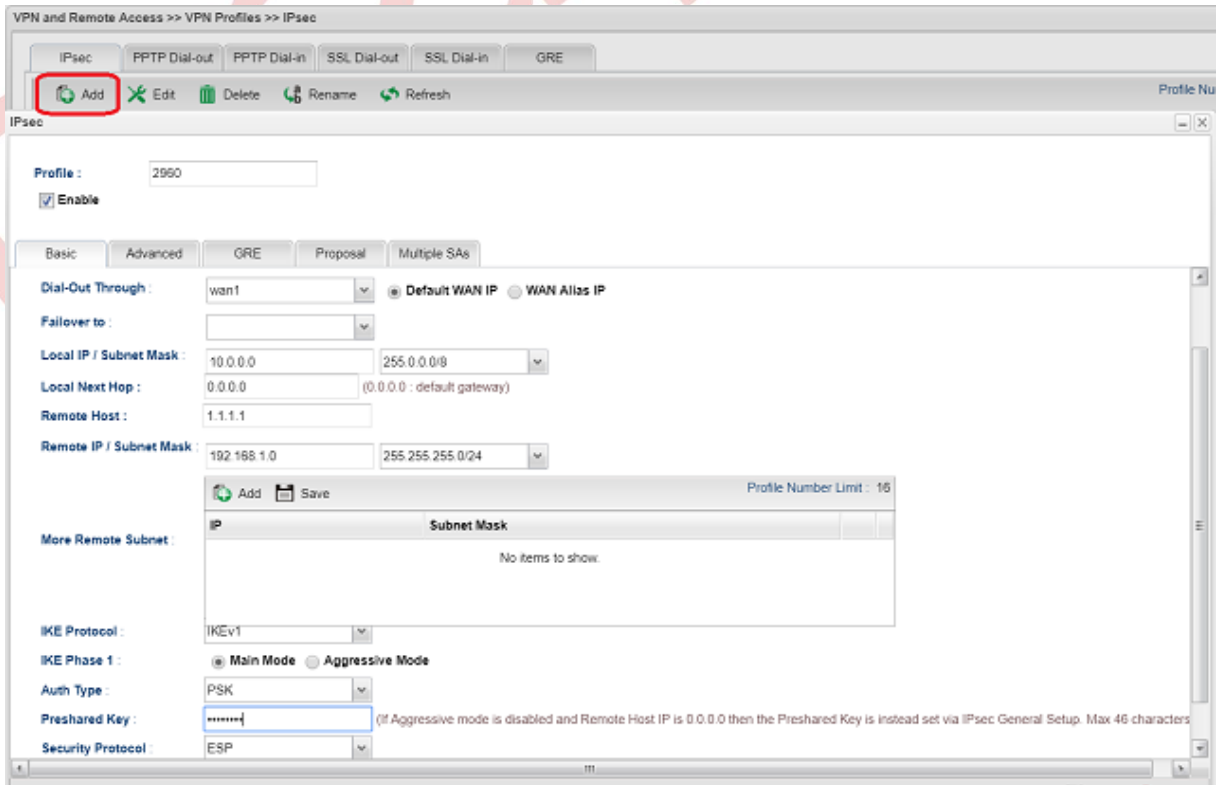 VPN and Remote Access >> VPN Profiles >> IPsec
IPsec PPTP Dial-out PPTP Dial-in SSL Dial-out SSL Dial-in GRE
Add Edit Delete Rename Refresh Profile Nu
IPsec
Profile : 2960
Enable
Basic Advanced GRE Proposal Multiple SAs
Dial-Out Through : wan1 Default WAN IP WAN Alias IP
Failover to :
Local IP / Subnet Mask : 10.0.0.0 255.0.0.0/8
Local Next Hop : 0.0.0.0 (0.0.0.0 : default gateway)
Remote Host : 1.1.1.1
Remote IP / Subnet Mask : 192.168.1.0 255.255.255.0/24
Add Save Profile Number Limit : 16
IP Subnet Mask
More Remote Subnet :
No items to show.
IKE Protocol : IKEv1
IKE Phase 1 : Main Mode Aggressive Mode
Auth Type : PSK
Preshared Key : •••••••• (If Aggressive mode is disabled and Remote Host IP is 0.0.0.0 then the Preshared Key is instead set via IPsec General Setup. Max 46 characters
Security Protocol : ESP